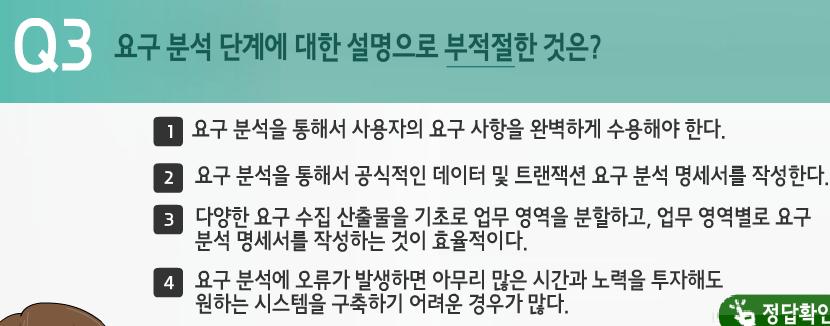 Q3 요구 분석 단계에 대한 설명으로 부적절한 것은?
1 요구 분석을 통해서 사용자의 요구 사항을 완벽하게 수용해야 한다.
2 요구 분석을 통해서 공식적인 데이터 및 트랜잭션 요구 분석 명세서를 작성한다.
3 다양한 요구 수집 산출물을 기초로 업무 영역을 분할하고, 업무 영역별로 요구
분석 명세서를 작성하는 것이 효율적이다.
4 요구 분석에 오류가 발생하면 아무리 많은 시간과 노력을 투자해도
원하는 시스템을 구축하기 어려운 경우가 많다.
정답확인